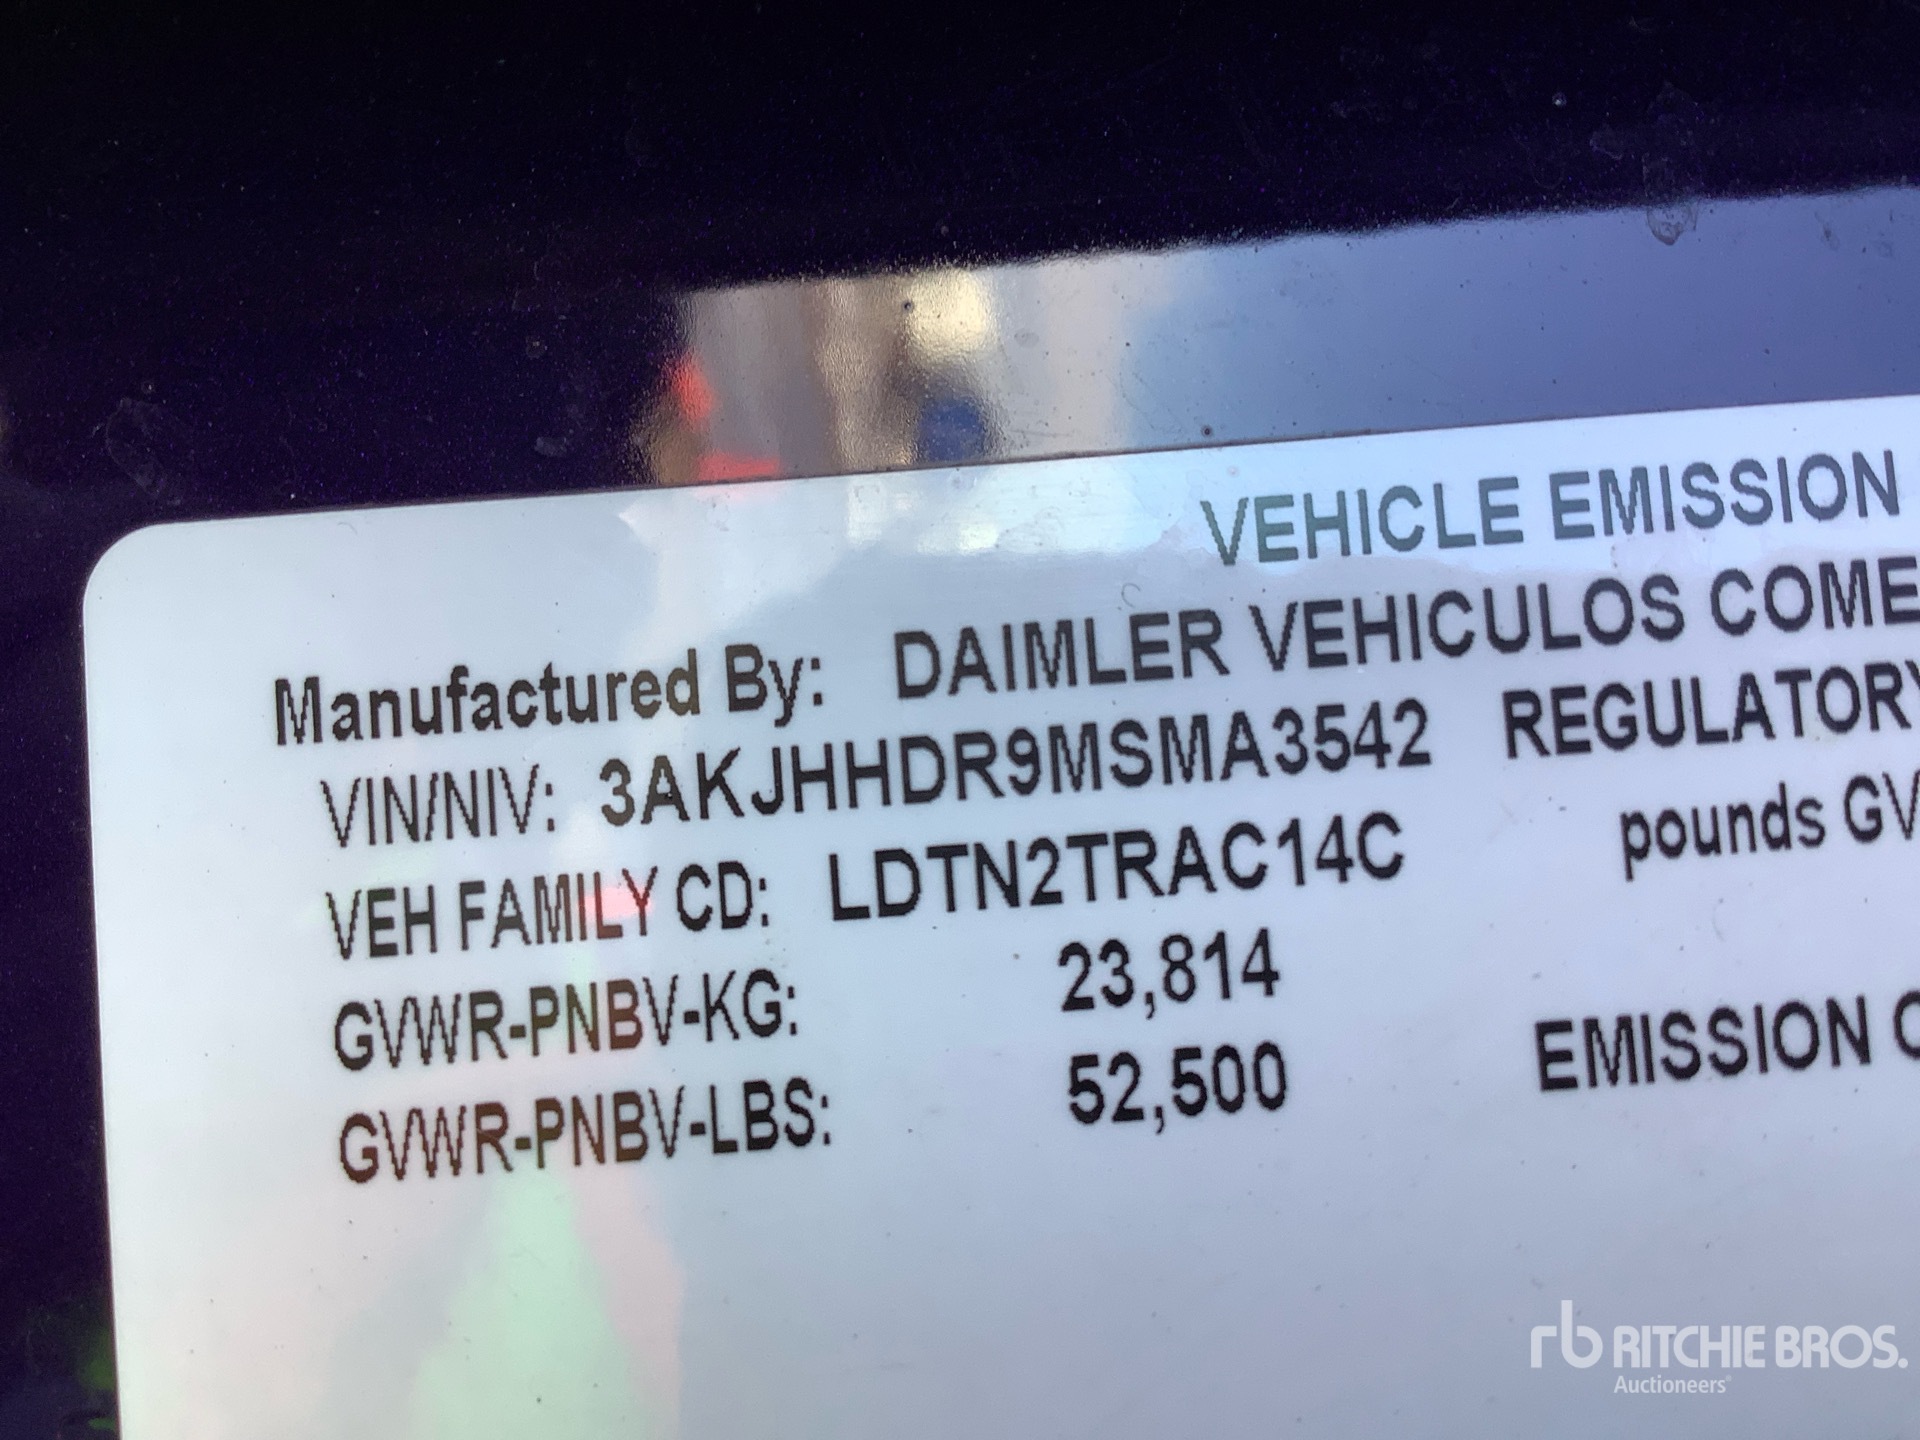 VEHICLE EMISSION
Manufactured By: DAIMLER VEHICULOS COME
VIN/NIV: 3AKJHHDR9MSMA3542 REGULATORY
VEH FAMILY CD: LDTN2TRAC14C pounds GV
GVWR-PNBV-KG: 23,814
GVWR-PNBV-LBS: 52,500 EMISSION C
rb RITCHIE BROS.
Auctioneers